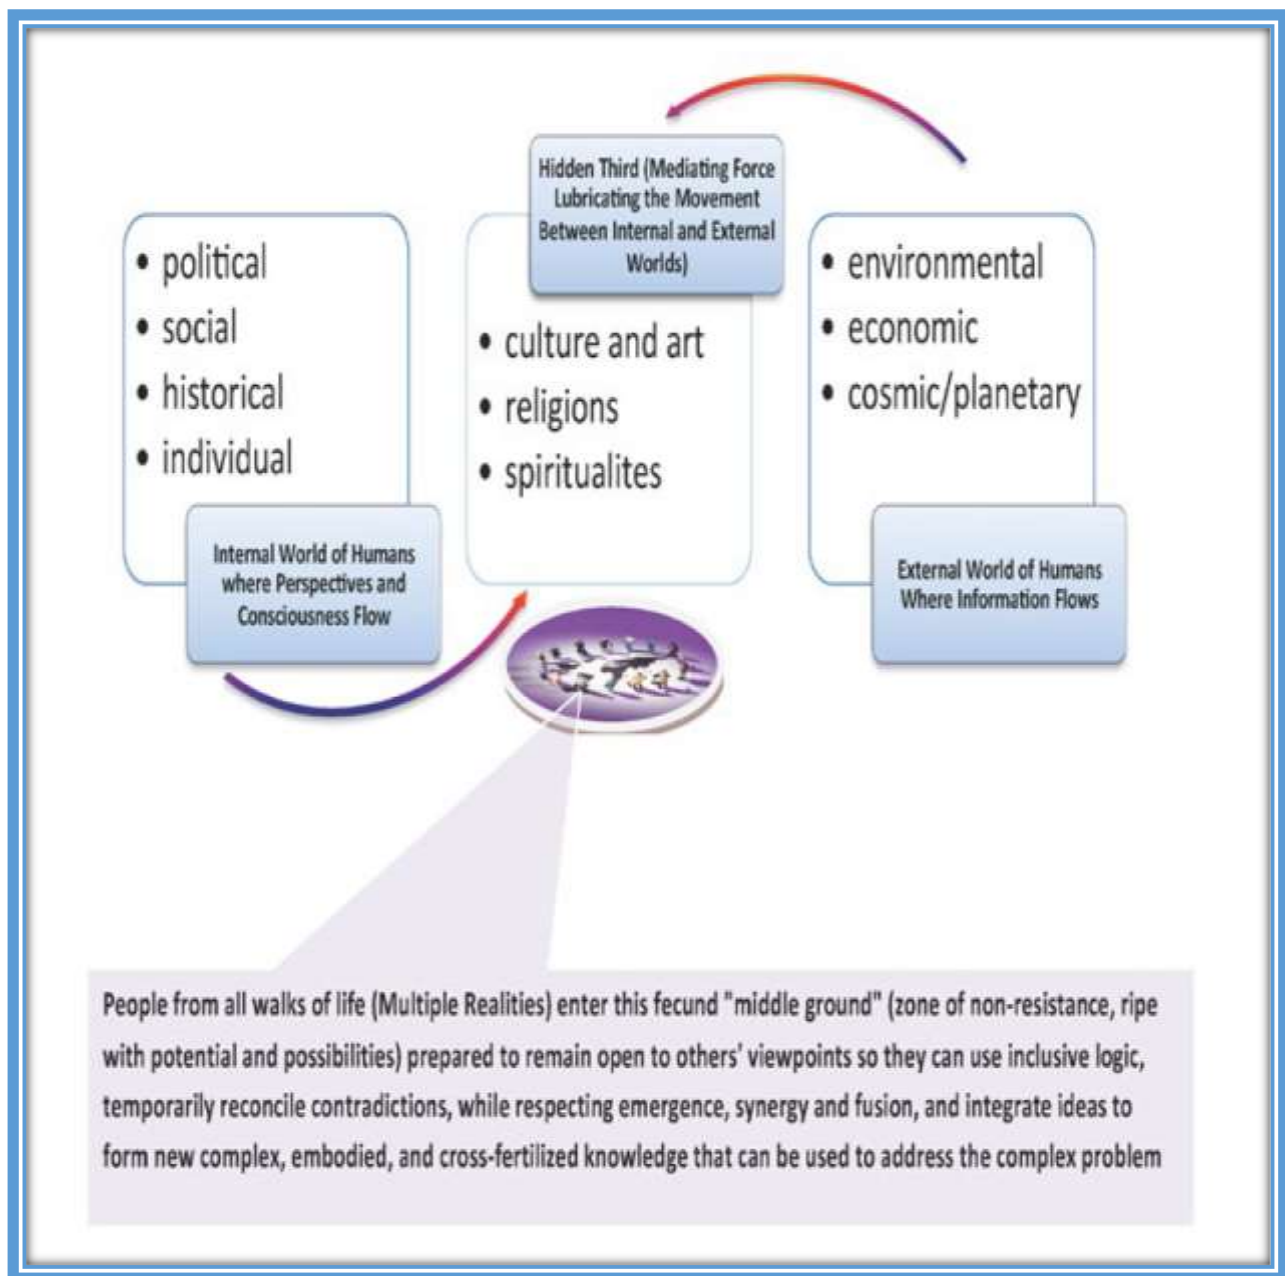 Hidden Third (Mediating Force
Lubricating the Movement
Between Internal and External
Worlds)
• political
• social
• historical
• individual
Internal World of Humans
where Perspectives and
Consciousness Flow
• culture and art
• religions
• spiritualites
• environmental
• economic
• cosmic/planetary
External World of Humans
Where Information Flows
People from all walks of life (Multiple Realities) enter this fecund "middle ground" (zone of non-resistance, ripe
with potential and possibilities) prepared to remain open to others' viewpoints so they can use inclusive logic,
temporarily reconcile contradictions, while respecting emergence, synergy and fusion, and integrate ideas to
form new complex, embodied, and cross-fertilized knowledge that can be used to address the complex problem